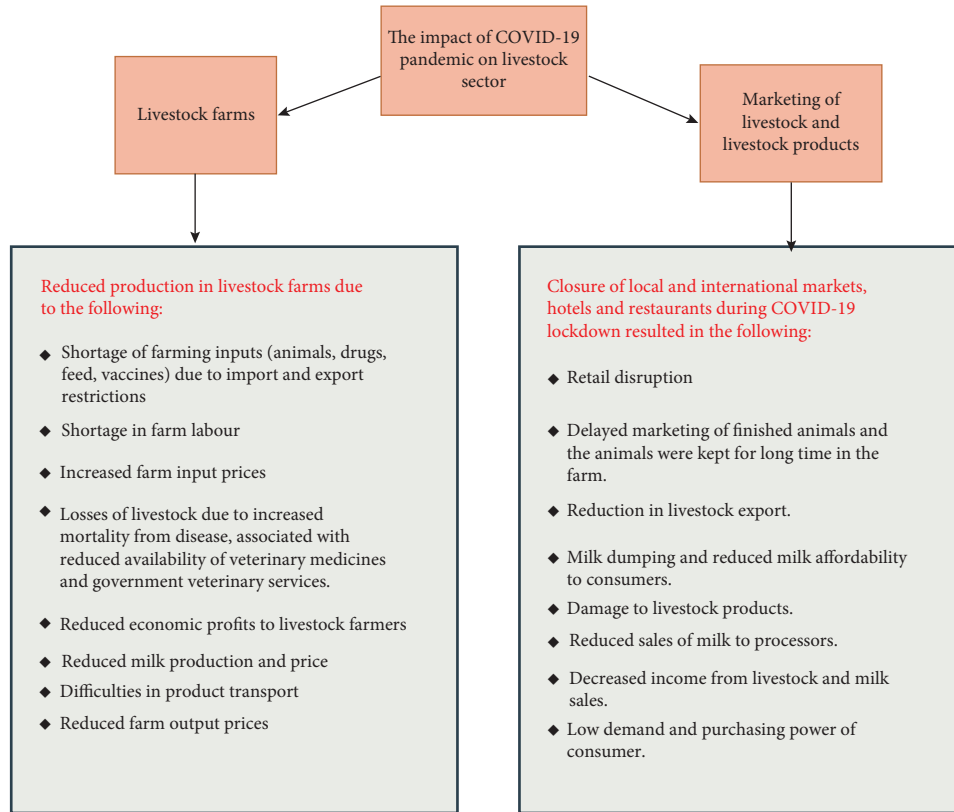 The impact of COVID-19
pandemic on livestock
sector
Livestock farms
Marketing of
livestock and
livestock products
Reduced production in livestock farms due
to the following:
◆ Shortage of farming inputs (animals, drugs,
feed, vaccines) due to import and export
restrictions
◆ Shortage in farm labour
◆ Increased farm input prices
◆ Losses of livestock due to increased
mortality from disease, associated with
reduced availability of veterinary medicines
and government veterinary services.
◆ Reduced economic profits to livestock farmers
◆ Reduced milk production and price
◆ Difficulties in product transport
◆ Reduced farm output prices
Closure of local and international markets,
hotels and restaurants during COVID-19
lockdown resulted in the following:
◆ Retail disruption
◆ Delayed marketing of finished animals and
the animals were kept for long time in the
farm.
◆ Reduction in livestock export.
◆ Milk dumping and reduced milk affordability
to consumers.
◆ Damage to livestock products.
◆ Reduced sales of milk to processors.
◆ Decreased income from livestock and milk
sales.
◆ Low demand and purchasing power of
consumer.